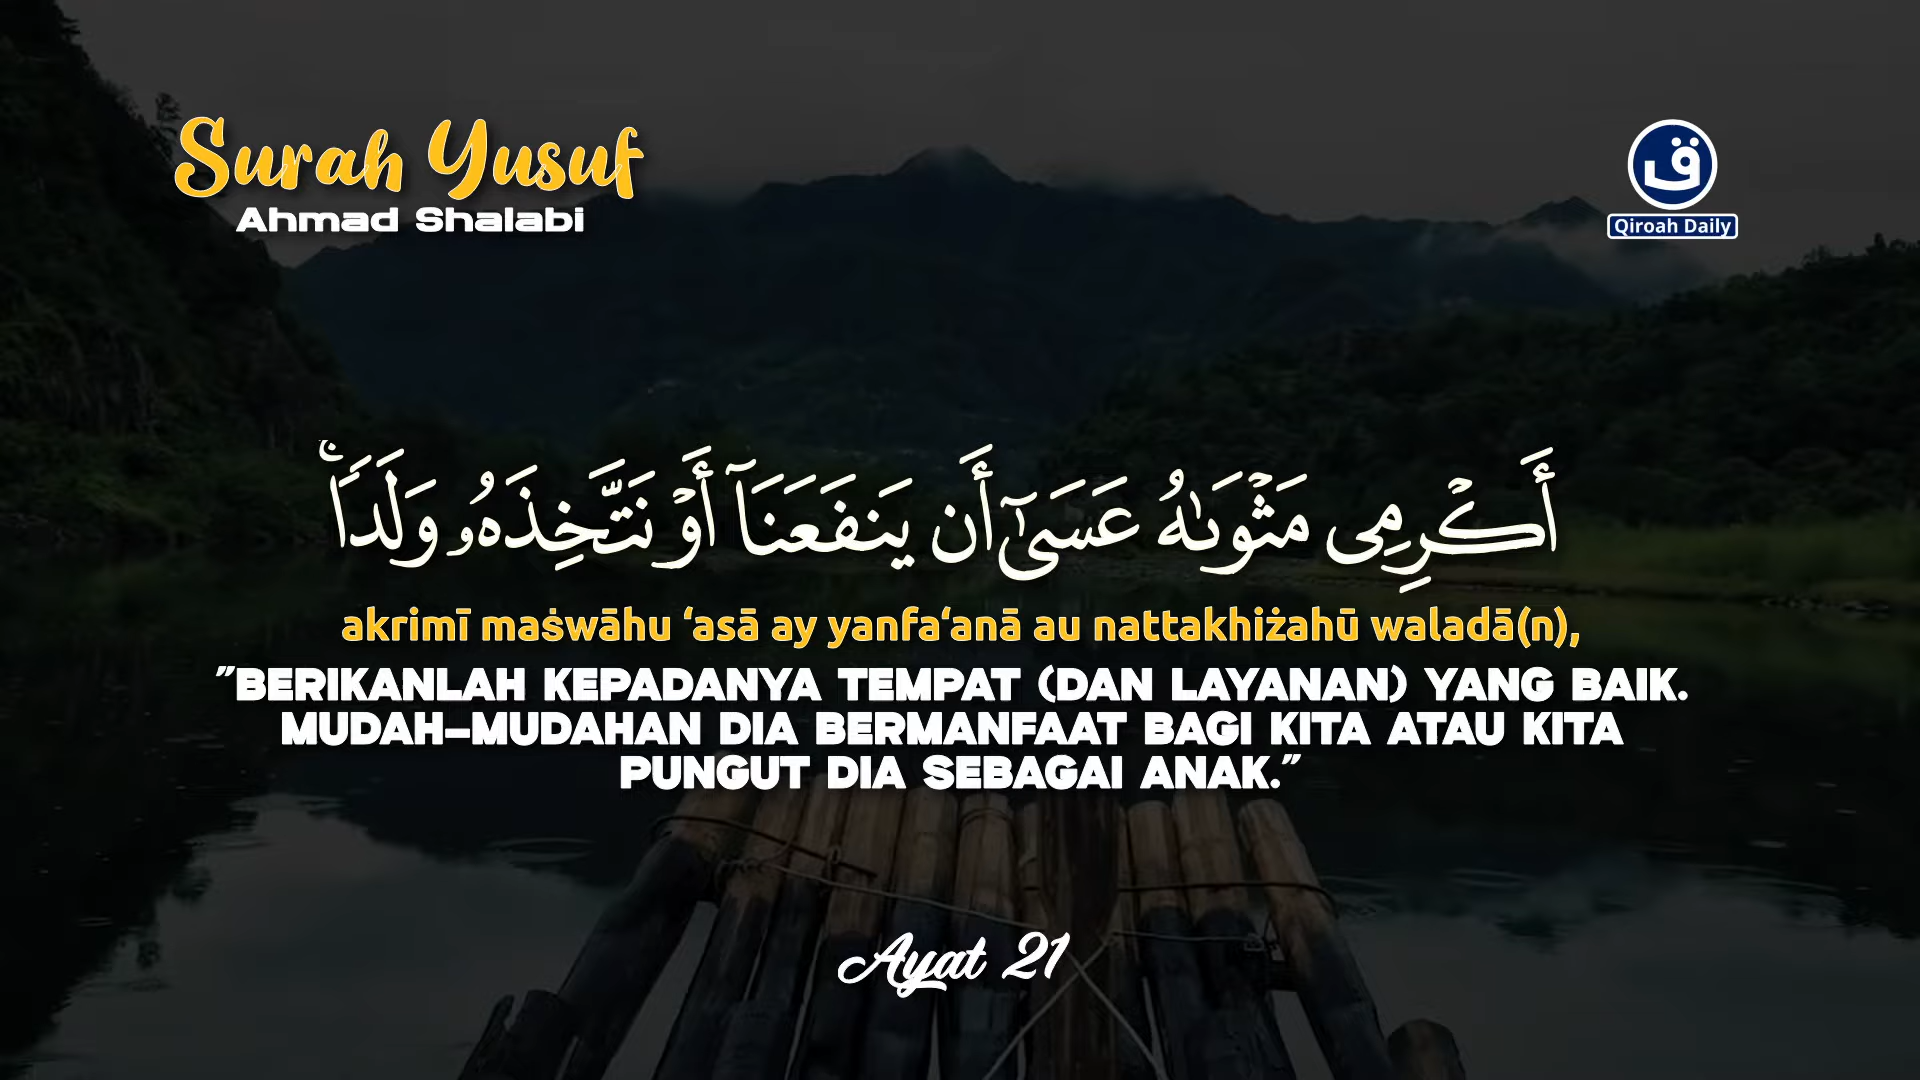 Surah Yusuf
Ahmad Shalabi
ق
Qiroah Daily
أَكۡرِمِى مَثۡوَىٰهُ عَسَىٰٓ أَن يَنفَعَنَآ أَوۡ نَتَّخِذَهُۥ وَلَدًاۚ
akrimī maṡwāhu ‘asā ay yanfa‘anā au nattakhiżahū waladā(n),
"BERIKANLAH KEPADANYA TEMPAT (DAN LAYANAN) YANG BAIK.
MUDAH-MUDAHAN DIA BERMANFAAT BAGI KITA ATAU KITA
PUNGUT DIA SEBAGAI ANAK."
Ayat 21